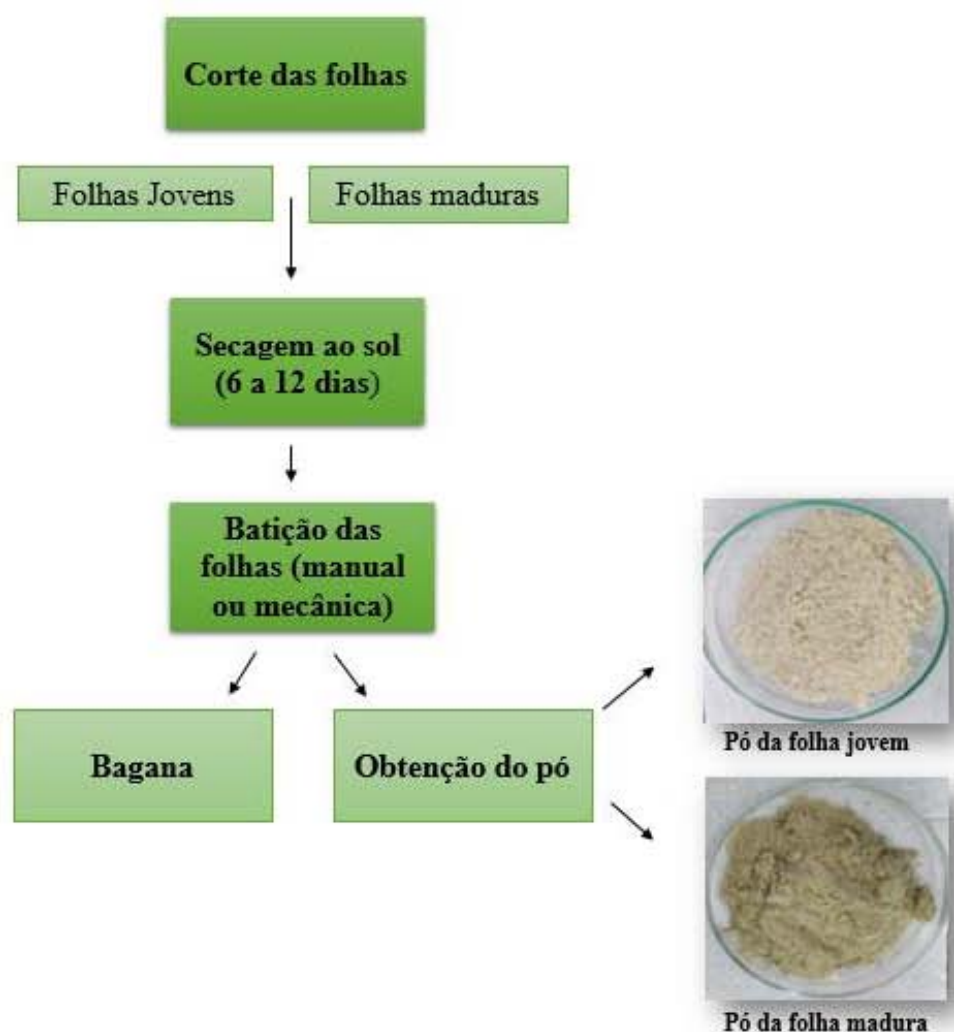 Corte das folhas
Folhas Jovens
Folhas maduras
Secagem ao sol
(6 a 12 dias)
Batição das
folhas (manual
ou mecânica)
Bagana
Obtenção do pó
Pó da folha jovem
Pó da folha madura